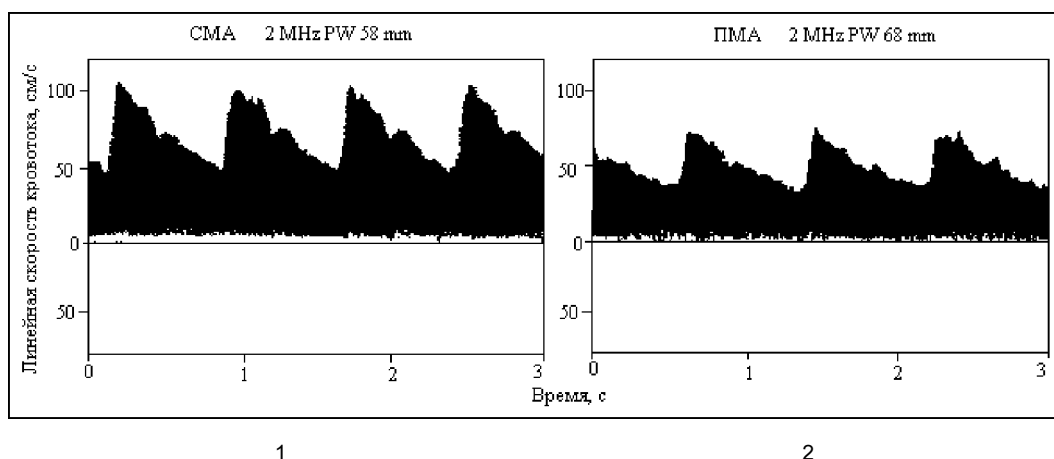 СМА 2 MHz PW 58 mm
ПМА 2 MHz PW 68 mm
Линейная скорость кровотока, см/с
100
50
0
50
0 1 2 3
100
50
0
50
0 1 2 3
Время, с
1 2